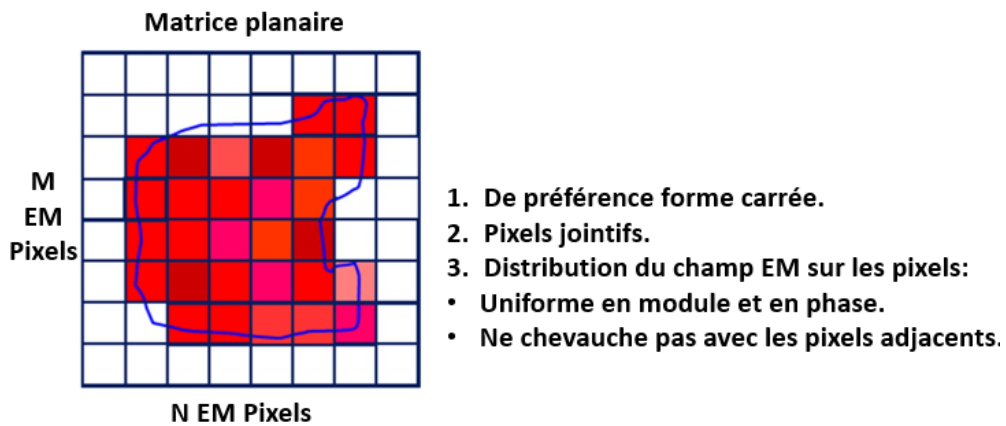 Matrice planaire
M
EM
Pixels
1. De préférence forme carrée.
2. Pixels jointifs.
3. Distribution du champ EM sur les pixels:
• Uniforme en module et en phase.
• Ne chevauche pas avec les pixels adjacents.
N EM Pixels